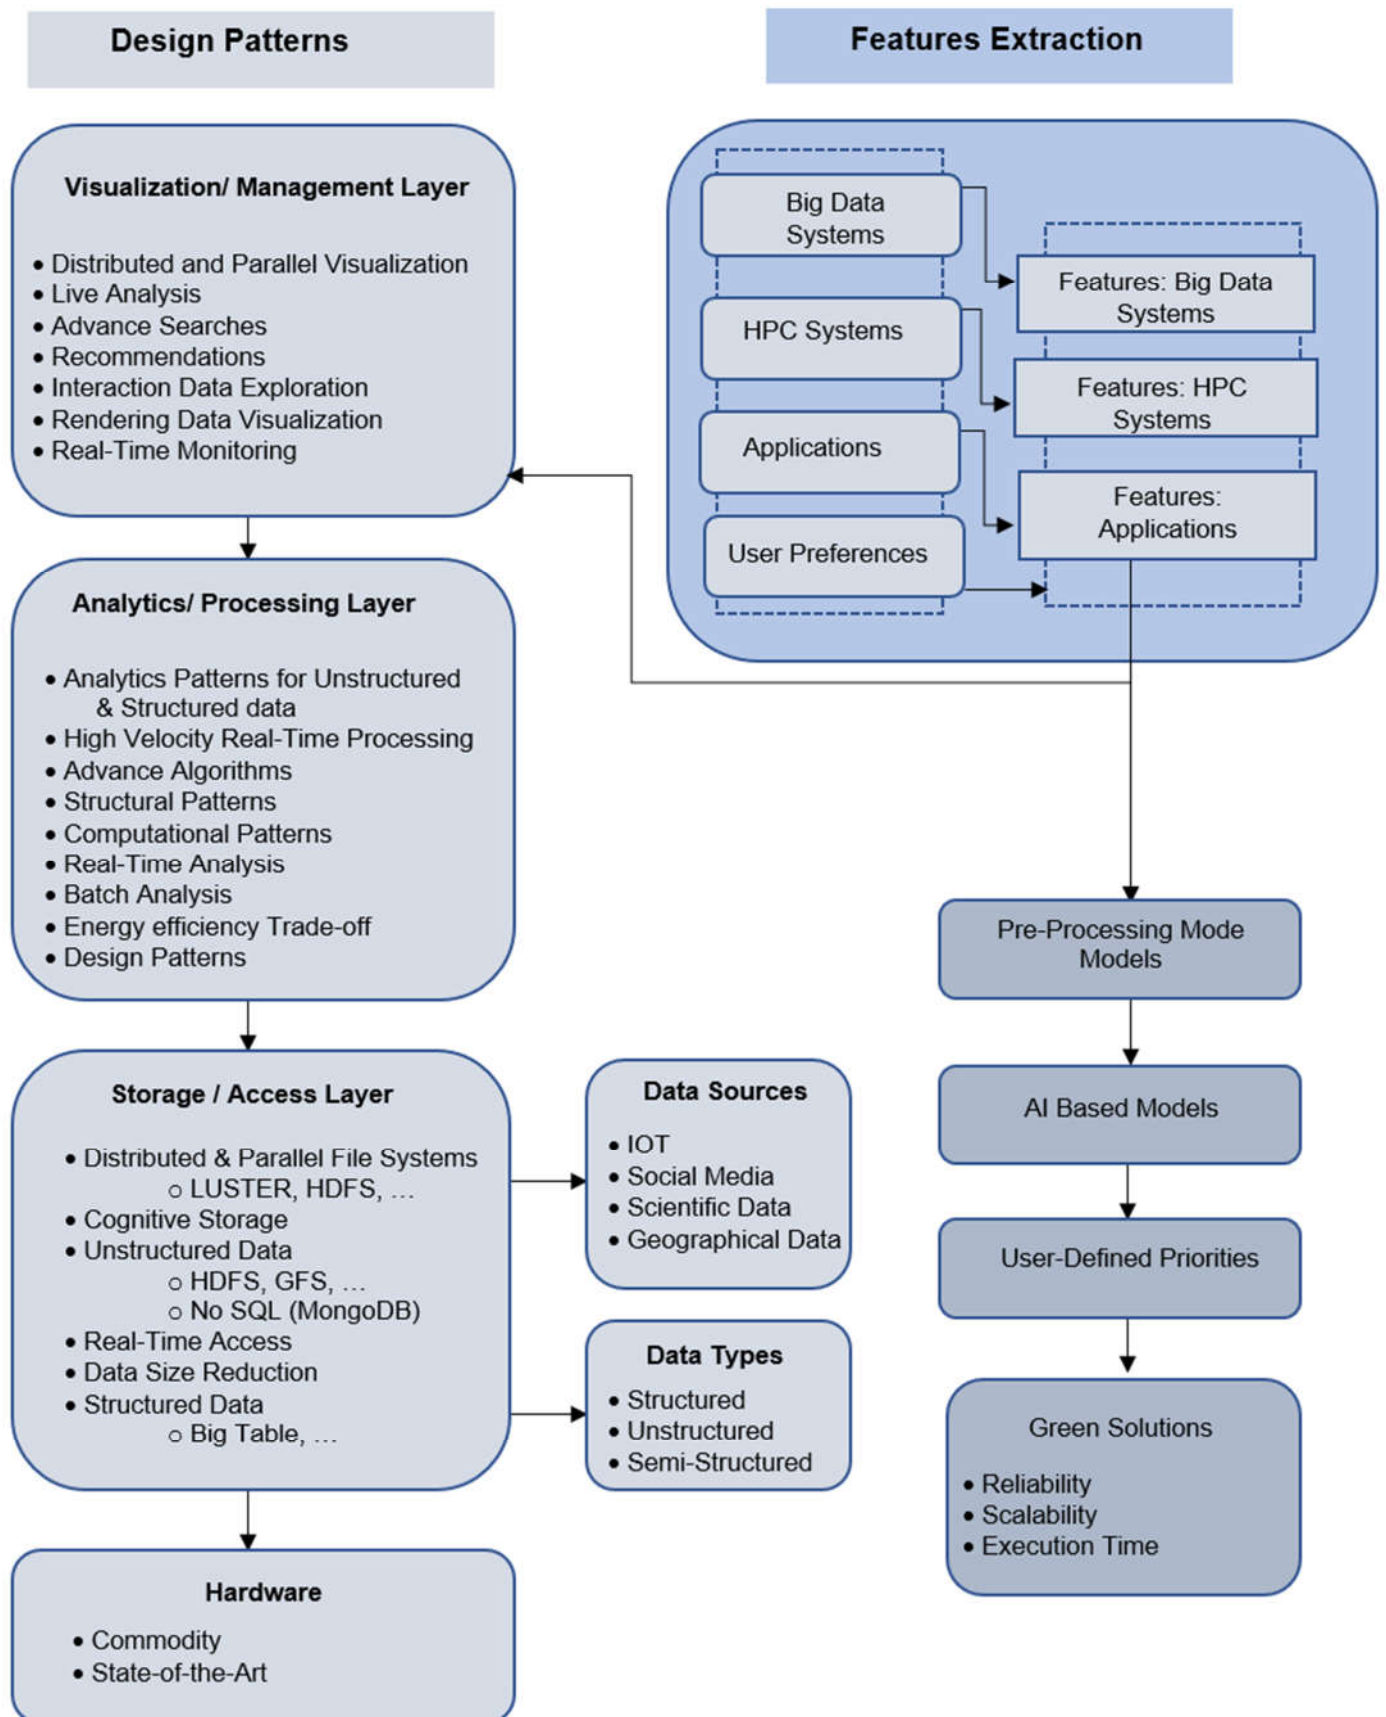 Design Patterns
Visualization/ Management Layer
• Distributed and Parallel Visualization
• Live Analysis
• Advance Searches
• Recommendations
• Interaction Data Exploration
• Rendering Data Visualization
• Real-Time Monitoring
Analytics/ Processing Layer
• Analytics Patterns for Unstructured
& Structured data
• High Velocity Real-Time Processing
• Advance Algorithms
• Structural Patterns
• Computational Patterns
• Real-Time Analysis
• Batch Analysis
• Energy efficiency Trade-off
• Design Patterns
Storage / Access Layer
• Distributed & Parallel File Systems
o LUSTER, HDFS, …
• Cognitive Storage
• Unstructured Data
o HDFS, GFS, …
o No SQL (MongoDB)
• Real-Time Access
• Data Size Reduction
• Structured Data
o Big Table, …
Data Sources
• IOT
• Social Media
• Scientific Data
• Geographical Data
Data Types
• Structured
• Unstructured
• Semi-Structured
Hardware
• Commodity
• State-of-the-Art
Features Extraction
Big Data
Systems
HPC Systems
Applications
User Preferences
Features: Big Data
Systems
Features: HPC
Systems
Features:
Applications
Pre-Processing Mode
Models
AI Based Models
User-Defined Priorities
Green Solutions
• Reliability
• Scalability
• Execution Time